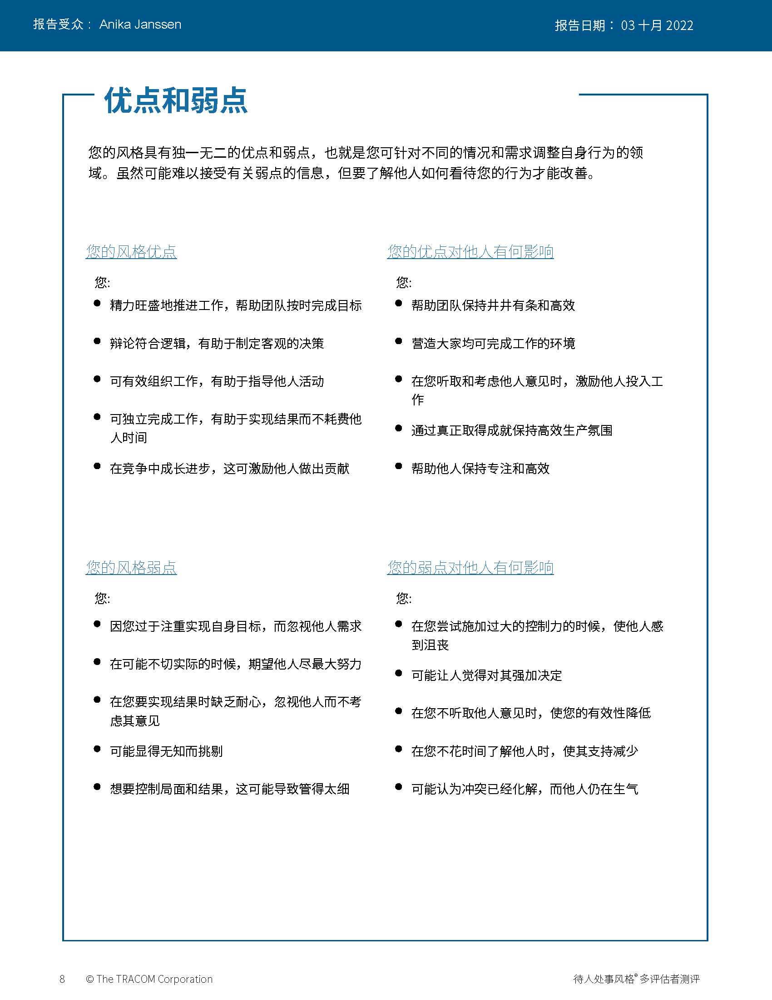 报告受众： Anika Janssen
报告日期： 03 十月 2022
优点和弱点
您的风格具有独一无二的优点和弱点，也就是您可针对不同的情况和需求调整自身行为的领
域。虽然可能难以接受有关弱点的信息，但要了解他人如何看待您的行为才能改善。
您的风格优点
您:
● 精力旺盛地推进工作，帮助团队按时完成目标
● 辩论符合逻辑，有助于制定客观的决策
● 可有效组织工作，有助于指导他人活动
● 可独立完成工作，有助于实现结果而不耗费他
人时间
● 在竞争中成长进步，这可激励他人做出贡献
您的优点对他人有何影响
您:
● 帮助团队保持井井有条和高效
● 营造大家均可完成工作的环境
● 在您听取和考虑他人意见时，激励他人投入工
作
● 通过真正取得成就保持高效生产氛围
● 帮助他人保持专注和高效
您的风格弱点
您:
● 因您过于注重实现自身目标，而忽视他人需求
● 在可能不切实际的时候，期望他人尽最大努力
● 在您要实现结果时缺乏耐心，忽视他人而不考
虑其意见
● 可能显得无知而挑剔
● 想要控制局面和结果，这可能导致管得太细
您的弱点对他人有何影响
您:
● 在您尝试施加过大的控制力的时候，使他人感
到沮丧
● 可能让人觉得对其强加决定
● 在您不听取他人意见时，使您的有效性降低
● 在您不花时间了解他人时，使其支持减少
● 可能认为冲突已经化解，而他人仍在生气
8 © The TRACOM Corporation
待人处事风格® 多评估者测评